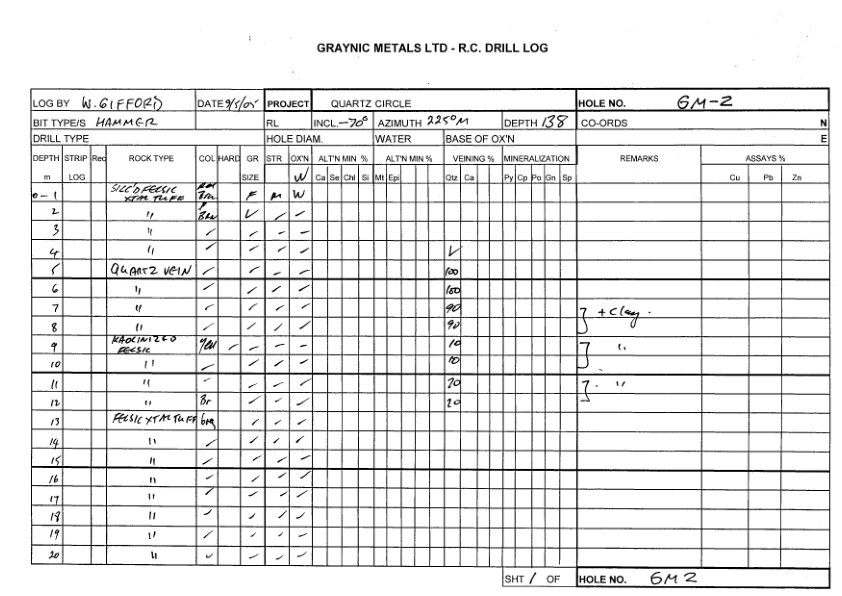 GRAYNIC METALS LTD - R.C. DRILL LOG
LOG BY W. GIFFORD DATE 9/5/05 PROJECT QUARTZ CIRCLE HOLE NO. GM-2
BIT TYPE/S HAMMER RL INCL. -70° AZIMUTH 225°M DEPTH 138 CO-ORDS N
DRILL TYPE HOLE DIAM. WATER BASE OF OX'N E
DEPTH STRIP Rec ROCK TYPE COL HARD GR STR OX'N ALT'N MIN % ALT'N MIN % VEINING % MINERALIZATION REMARKS ASSAYS %
m LOG SIZE W Ca Se Chl Si Mt Epi Qtz Ca Py Cp Po Gn Sp Cu Pb Zn
0 - 1 SILC'D FELSIC XTAL TUFF Brn F M W
2 " Brn V
3 "
4 " V
5 QUARTZ VEIN 100
6 " 100
7 " 90 + Clay.
8 " 90
9 KAOLINIZED FELSIC Yell 10 "
10 " 10
11 " 20 "
12 " Br 20
13 FELSIC XTAL TUFF Grq
14 "
15 "
16 "
17 "
18 "
19 "
20 "
SHT 1 OF HOLE NO. GM 2